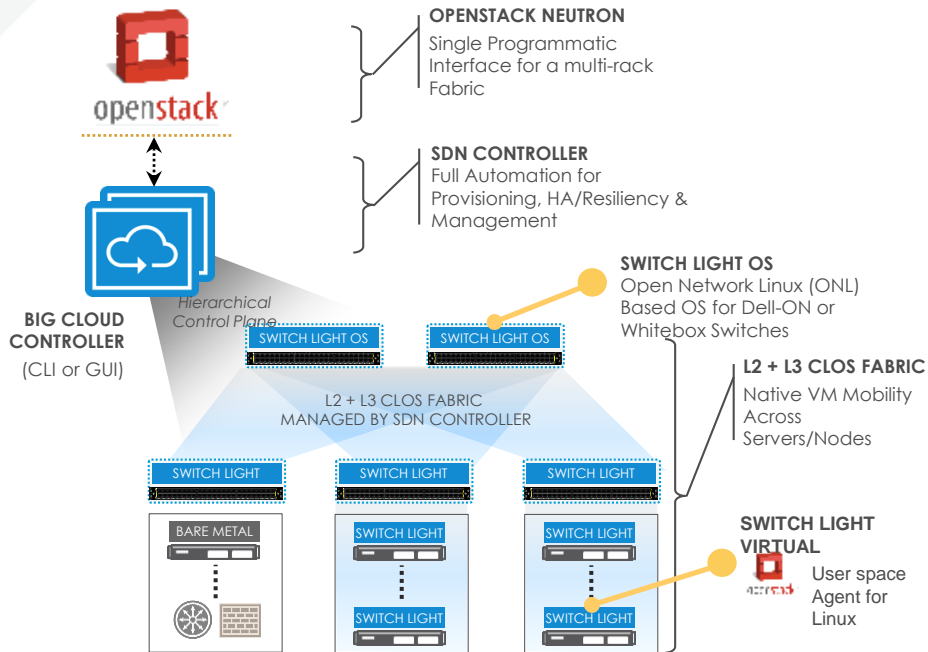 OPENSTACK NEUTRON
Single Programmatic
Interface for a multi-rack
Fabric
openstack
SDN CONTROLLER
Full Automation for
Provisioning, HA/Resiliency &
Management
SWITCH LIGHT OS
Open Network Linux (ONL)
Based OS for Dell-ON or
Whitebox Switches
Hierarchical
Control Plane
BIG CLOUD
CONTROLLER
(CLI or GUI)
SWITCH LIGHT OS
SWITCH LIGHT OS
L2 + L3 CLOS FABRIC
Native VM Mobility
Across
Servers/Nodes
L2 + L3 CLOS FABRIC
MANAGED BY SDN CONTROLLER
SWITCH LIGHT
SWITCH LIGHT
SWITCH LIGHT
BARE METAL
SWITCH LIGHT
SWITCH LIGHT
SWITCH LIGHT
SWITCH LIGHT
SWITCH LIGHT
VIRTUAL
openstack
User space
Agent for
Linux